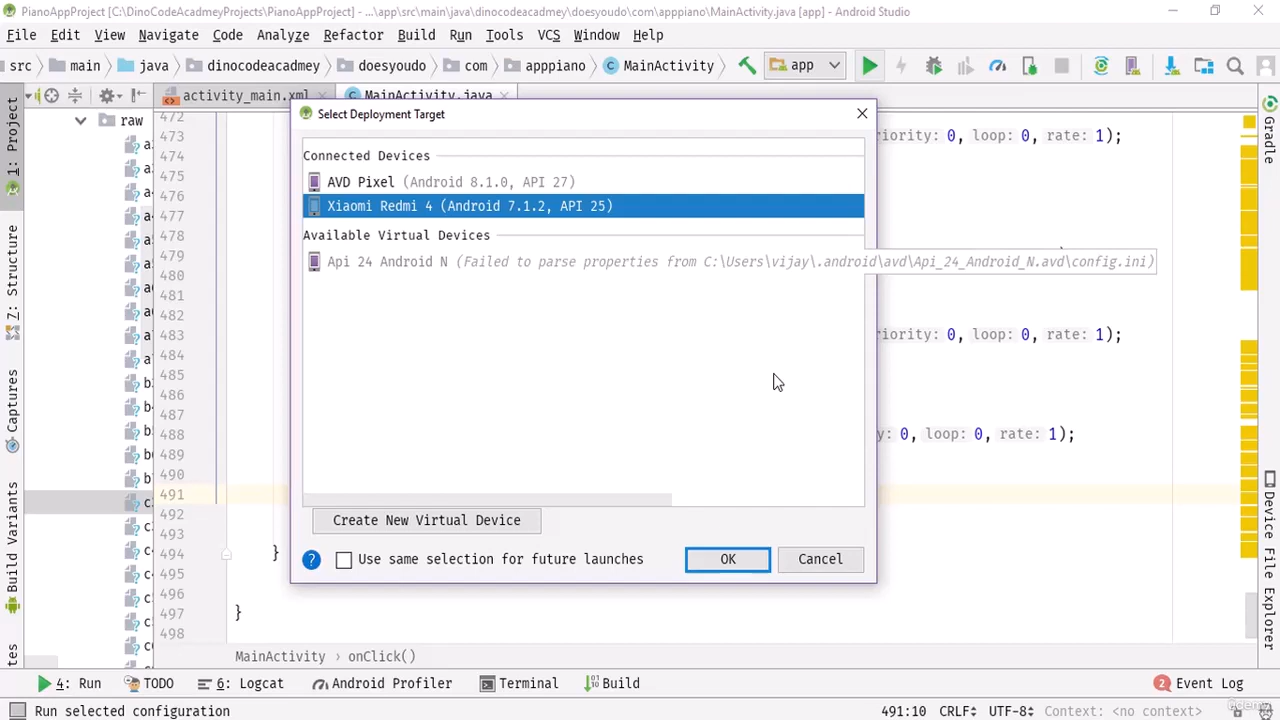 PianoAppProject [C:\DinoCodeAcadmeyProjects\PianoAppProject] - ...\app\src\main\java\dinocodeacadmey\doesyoudo\com\apppiano\MainActivity.java [app] - Android Studio
File Edit View Navigate Code Analyze Refactor Build Run Tools VCS Window Help
src main java dinocodeacadmey doesyoudo com apppiano MainActivity app
activity_main.xml MainActivity.java
Select Deployment Target
1: Project
Z: Structure
Captures
Build Variants
raw
Gradle
Device File Explorer
472
473 riority: 0, loop: 0, rate: 1);
474
475
476
477
478
479
480
481
482
483 riority: 0, loop: 0, rate: 1);
484
485
486
487
488 y: 0, loop: 0, rate: 1);
489
490
491
492
493
494 }
495
496
497 }
498
Connected Devices
AVD Pixel (Android 8.1.0, API 27)
Xiaomi Redmi 4 (Android 7.1.2, API 25)
Available Virtual Devices
Api 24 Android N (Failed to parse properties from C:\Users\vijay\.android\avd\Api_24_Android_N.avd\config.ini)
Create New Virtual Device
? Use same selection for future launches OK Cancel
MainActivity › onClick()
4: Run TODO 6: Logcat Android Profiler Terminal Build 2 Event Log
Run selected configuration 491:10 CRLF÷ UTF-8÷ Context: <no context>